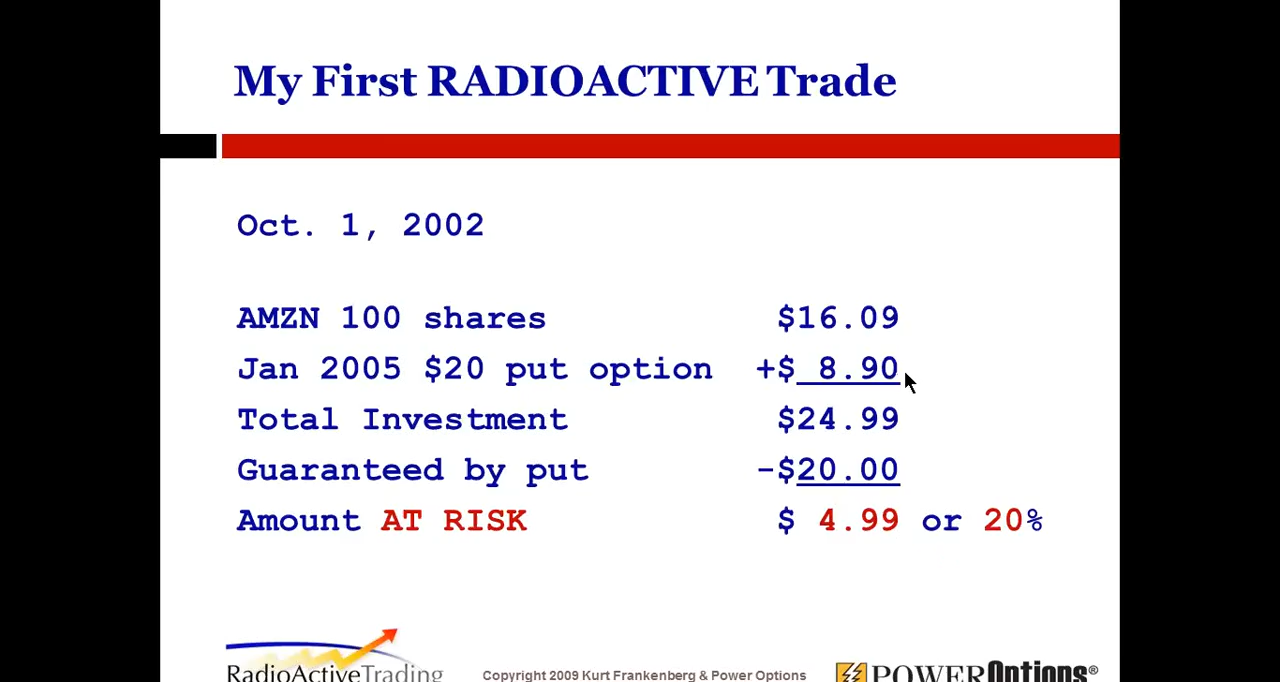 My First RADIOACTIVE Trade
Oct. 1, 2002
AMZN 100 shares $16.09
Jan 2005 $20 put option +$ 8.90
Total Investment $24.99
Guaranteed by put -$20.00
Amount AT RISK $ 4.99 or 20%
RadioActiveTrading Copyright 2009 Kurt Frankenberg & Power Options POWEROptions®